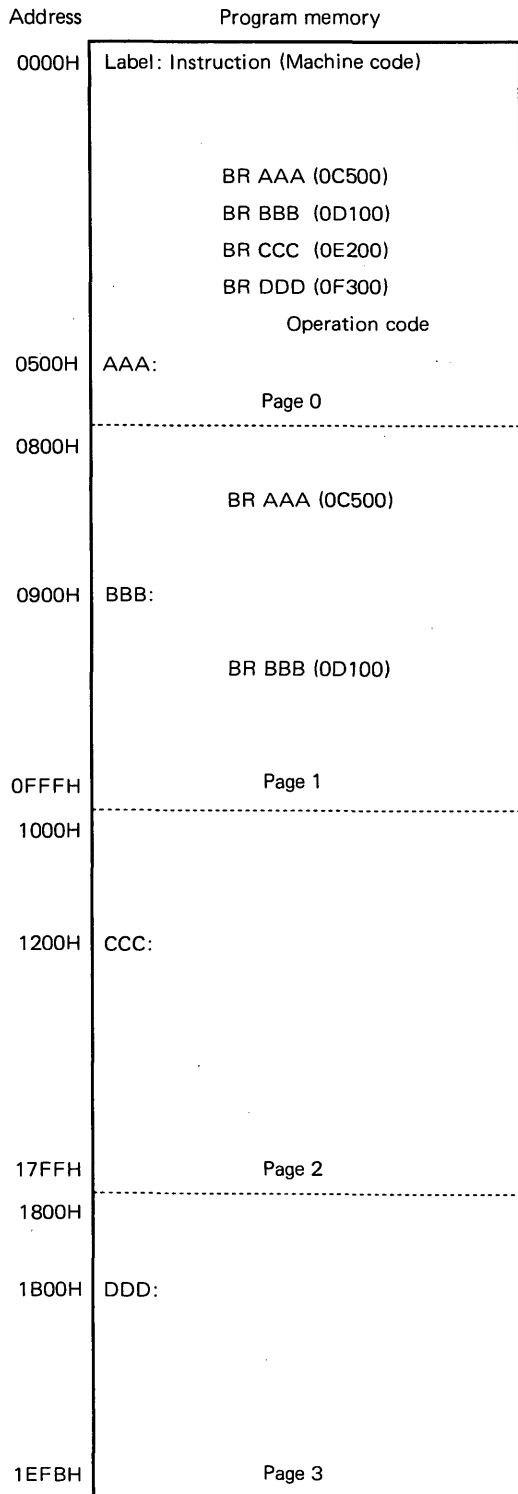 Address Program memory
0000H Label: Instruction (Machine code)
BR AAA (0C500)
BR BBB (0D100)
BR CCC (0E200)
BR DDD (0F300)
Operation code
0500H AAA:
Page 0
0800H
BR AAA (0C500)
0900H BBB:
BR BBB (0D100)
0FFFH Page 1
1000H
1200H CCC:
17FFH Page 2
1800H
1B00H DDD:
1EFBH Page 3